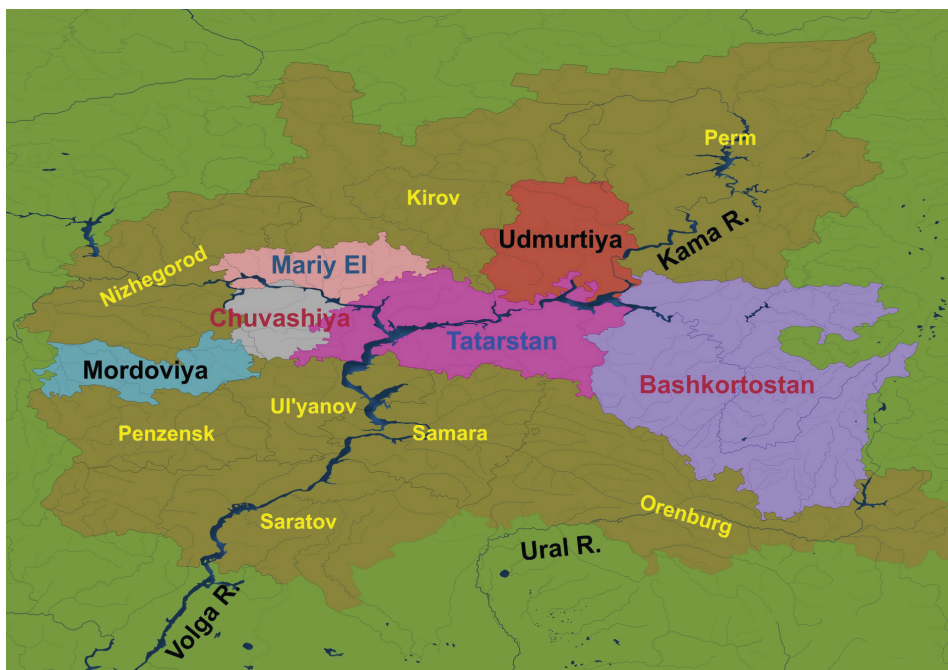 Perm
Kirov
Udmurtiya
Kama R.
Nizhegorod
Mariy El
Chuvashiya
Tatarstan
Mordoviya
Bashkortostan
Ul'yanov
Penzensk
Samara
Saratov
Orenburg
Ural R.
Volga R.